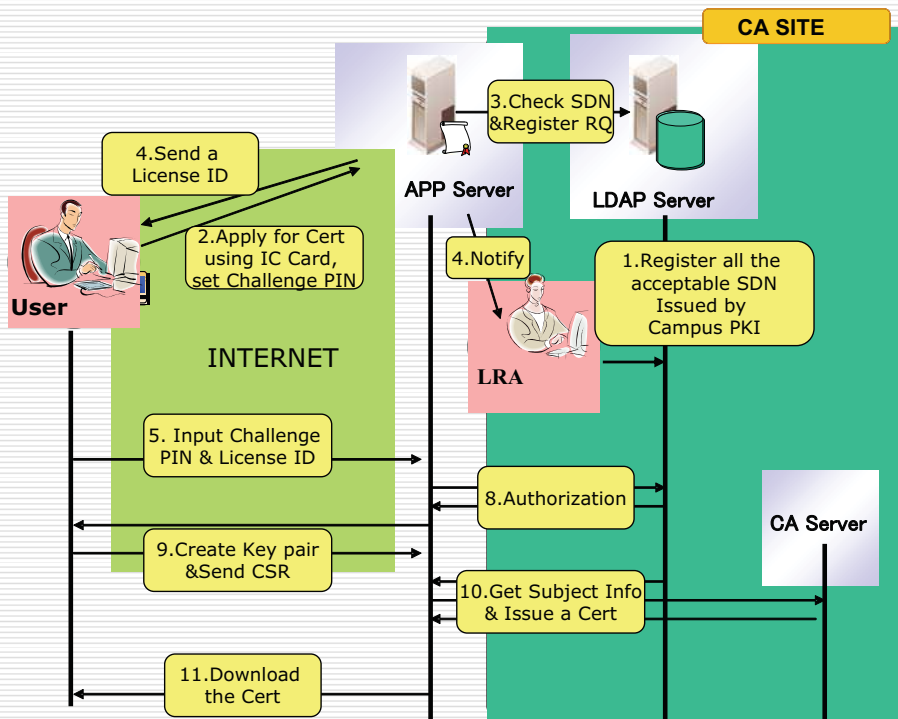 CA SITE
3.Check SDN
&Register RQ
4.Send a
License ID
APP Server
LDAP Server
2.Apply for Cert
using IC Card,
set Challenge PIN
4.Notify
1.Register all the
acceptable SDN
Issued by
Campus PKI
User
INTERNET
LRA
5. Input Challenge
PIN & License ID
8.Authorization
CA Server
9.Create Key pair
&Send CSR
10.Get Subject Info
& Issue a Cert
11.Download
the Cert